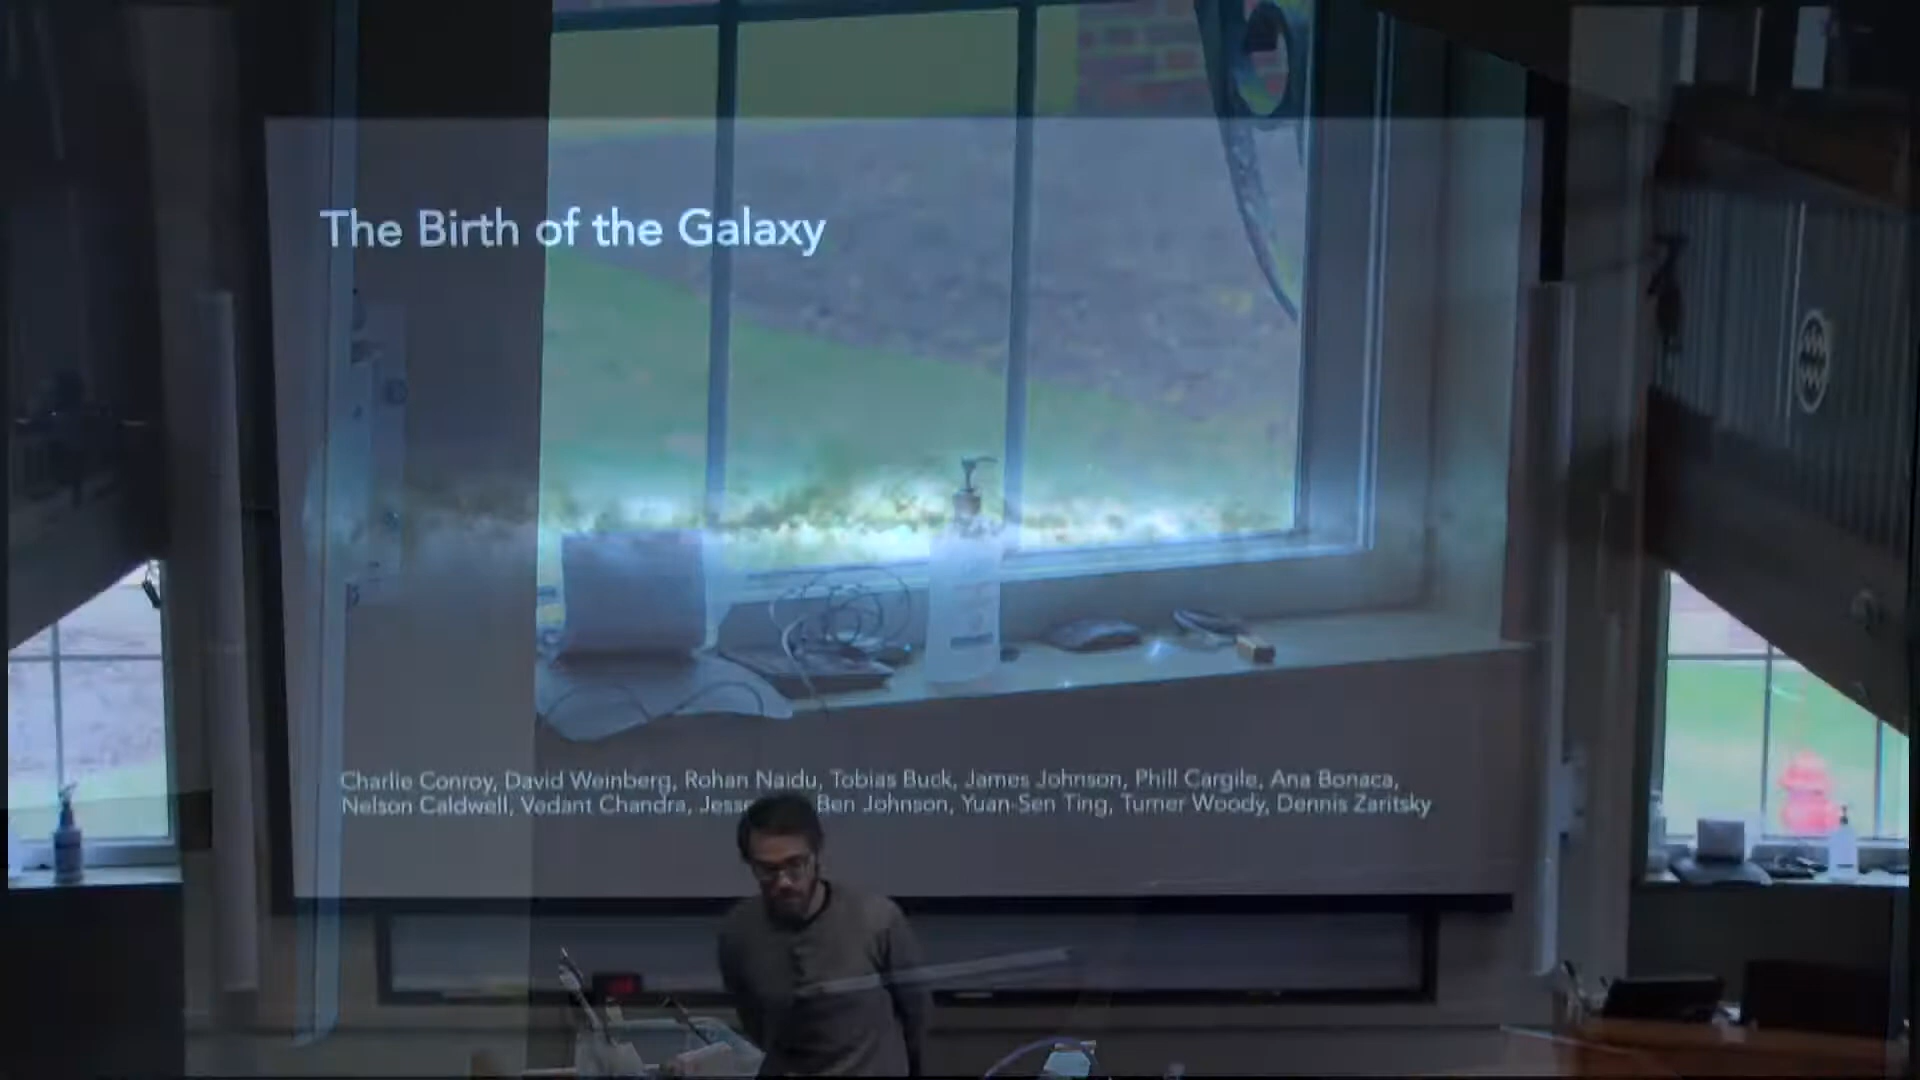 The Birth of the Galaxy
Charlie Conroy, David Weinberg, Rohan Naidu, Tobias Buck, James Johnson, Phill Cargile, Ana Bonaca,
Nelson Caldwell, Vedant Chandra, Jesse Ben Johnson, Yuan-Sen Ting, Turner Woody, Dennis Zaritsky